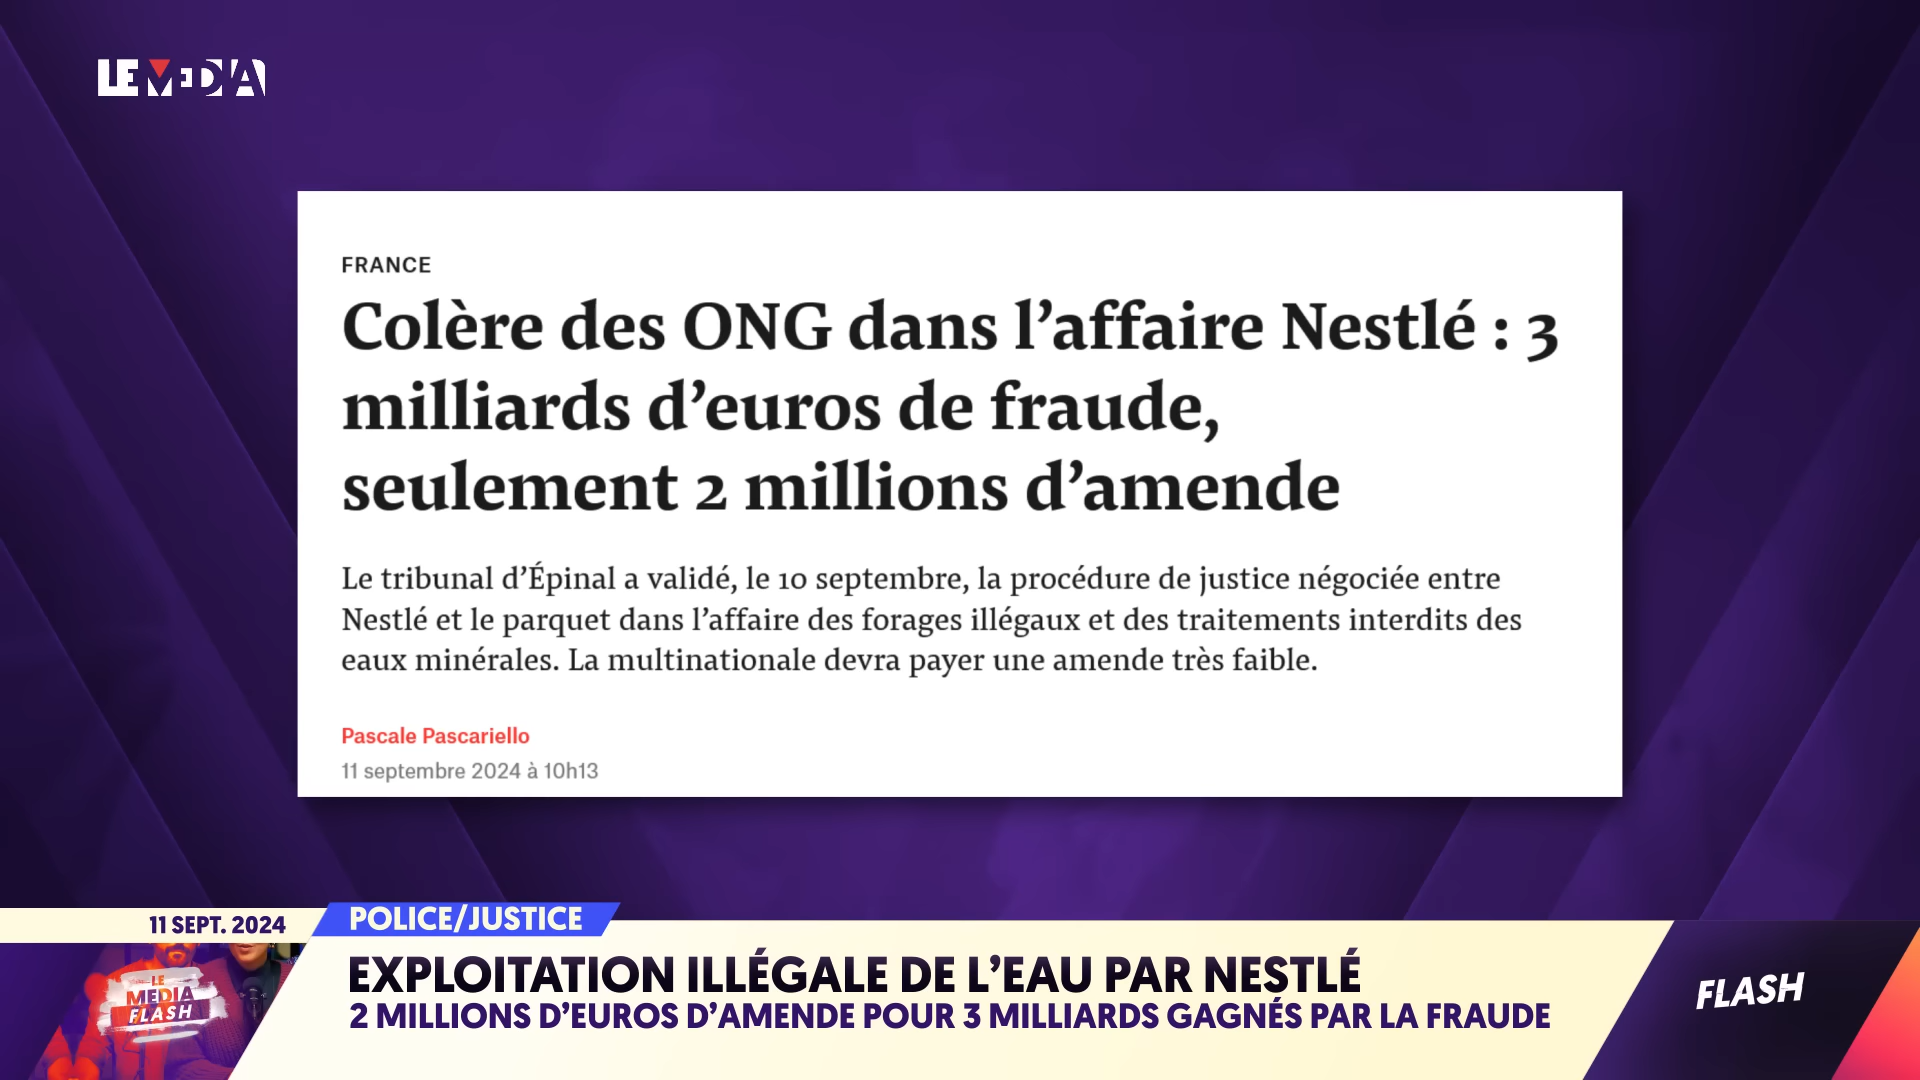 LE MEDIA
FRANCE
Colère des ONG dans l’affaire Nestlé : 3
milliards d’euros de fraude,
seulement 2 millions d’amende
Le tribunal d’Épinal a validé, le 10 septembre, la procédure de justice négociée entre
Nestlé et le parquet dans l’affaire des forages illégaux et des traitements interdits des
eaux minérales. La multinationale devra payer une amende très faible.
Pascale Pascariello
11 septembre 2024 à 10h13
11 SEPT. 2024
POLICE/JUSTICE
LE
MEDIA
FLASH
EXPLOITATION ILLÉGALE DE L’EAU PAR NESTLÉ
2 MILLIONS D’EUROS D’AMENDE POUR 3 MILLIARDS GAGNÉS PAR LA FRAUDE
FLASH